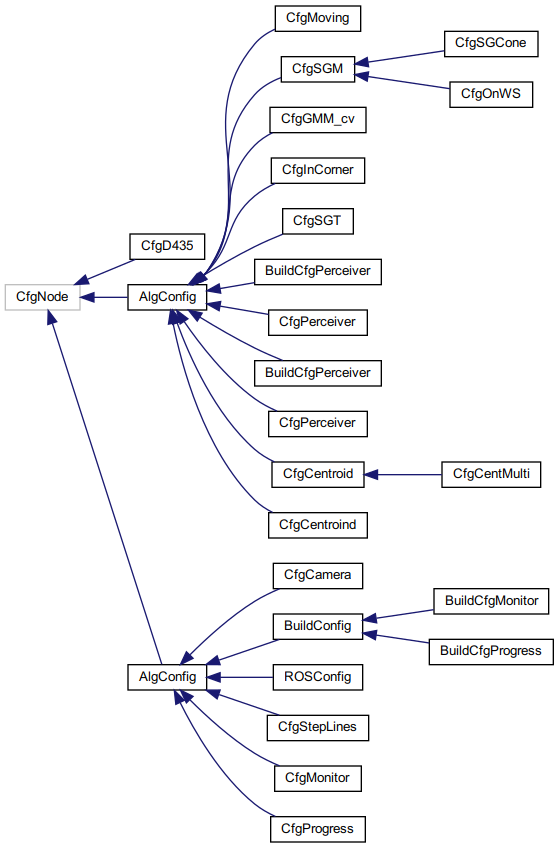 CfgMoving
CfgSGCone
CfgSGM
CfgOnWS
CfgGMM_cv
CfgInCorner
CfgSGT
CfgD435
BuildCfgPerceiver
CfgNode
AlgConfig
CfgPerceiver
BuildCfgPerceiver
CfgPerceiver
CfgCentroid
CfgCentMulti
CfgCentroind
CfgCamera
BuildCfgMonitor
BuildConfig
BuildCfgProgress
AlgConfig
ROSConfig
CfgStepLines
CfgMonitor
CfgProgress